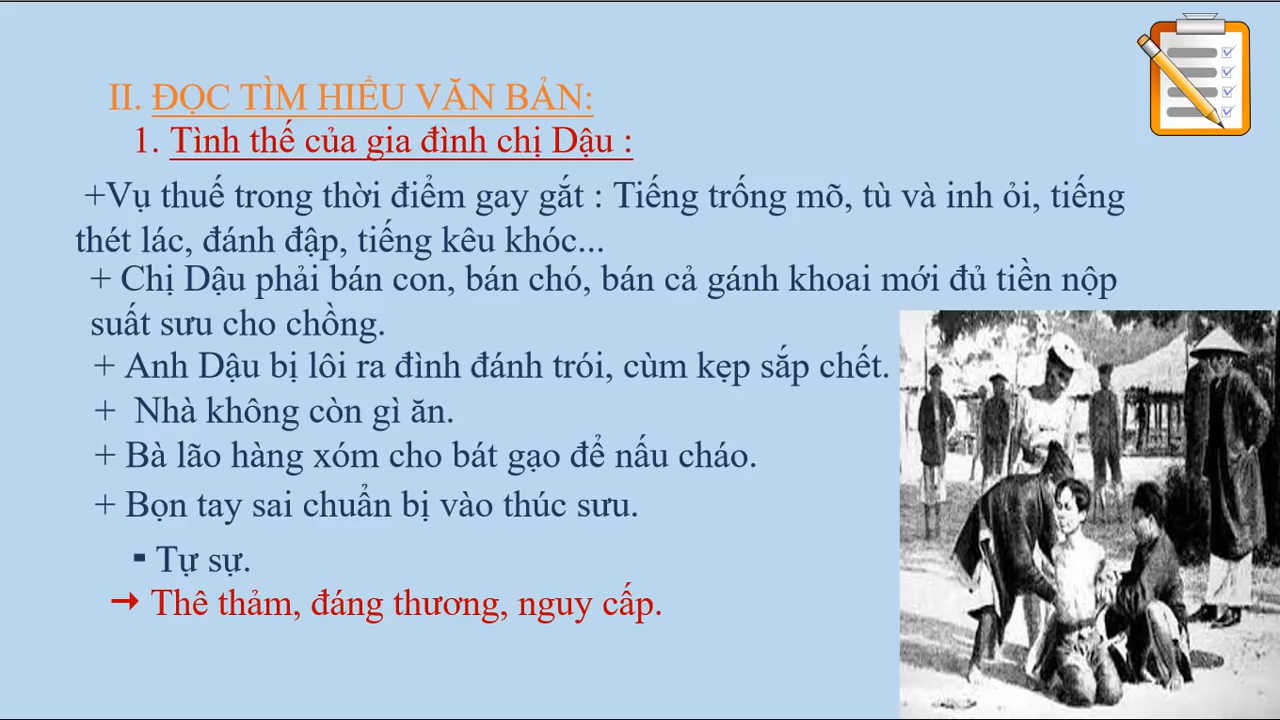 II. ĐỌC TÌM HIỂU VĂN BẢN:
1. Tình thế của gia đình chị Dậu :
+Vụ thuế trong thời điểm gay gắt : Tiếng trống mõ, tù và inh ỏi, tiếng
thét lác, đánh đập, tiếng kêu khóc...
+ Chị Dậu phải bán con, bán chó, bán cả gánh khoai mới đủ tiền nộp
suất sưu cho chồng.
+ Anh Dậu bị lôi ra đình đánh trói, cùm kẹp sắp chết.
+ Nhà không còn gì ăn.
+ Bà lão hàng xóm cho bát gạo để nấu cháo.
+ Bọn tay sai chuẩn bị vào thúc sưu.
▪ Tự sự.
→ Thê thảm, đáng thương, nguy cấp.